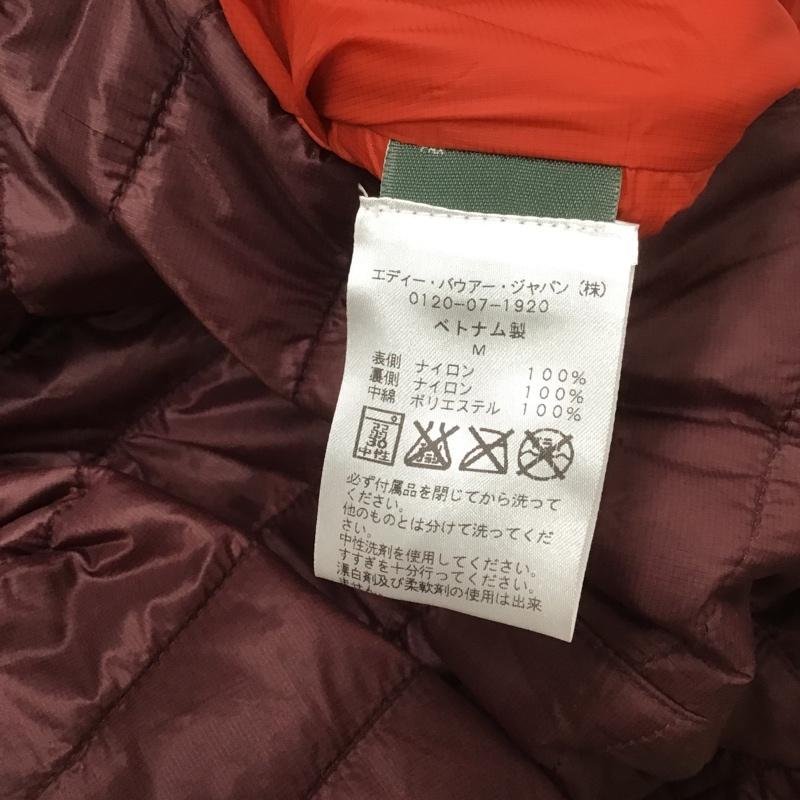 エディー・バウアー・ジャパン(株)
0120-07-1920
ベトナム製
M
表側 ナイロン 100%
裏側 ナイロン 100%
中綿 ポリエステル 100%
弱
30
中性
必ず付属品を閉じてから洗って
ください。
他のものとは分けて洗ってくだ
さい。
中性洗剤を使用してください。
すすぎを十分行ってください。
漂白剤及び柔軟剤の使用は出来